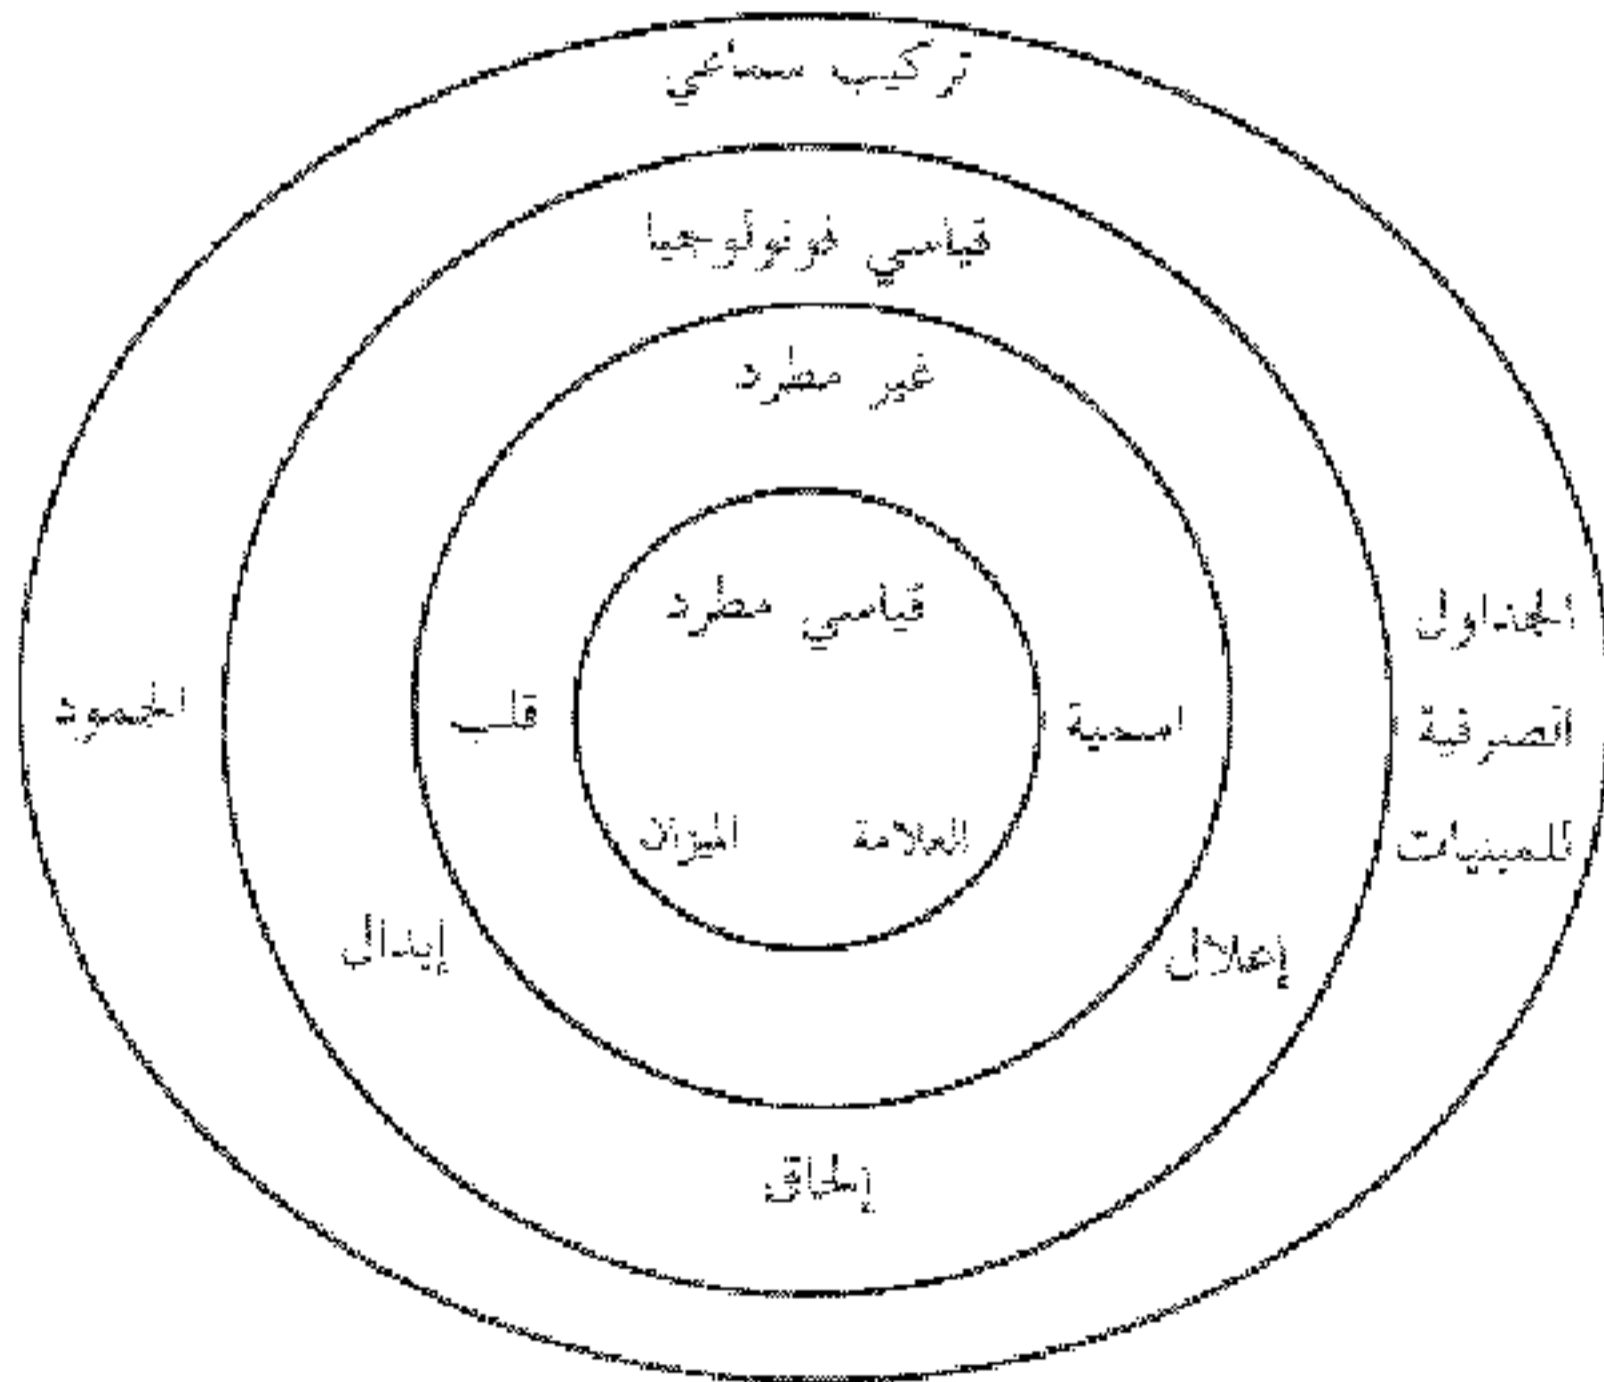 تركيب سماعي
قياسي فونولوجيا
غير مطرد
قياسي مطرد
الجداول
الصرفية
للمبنيات
اسمية
قلب
الجمود
العلامة
الميزان
إعلال
إبدال
إلحاق